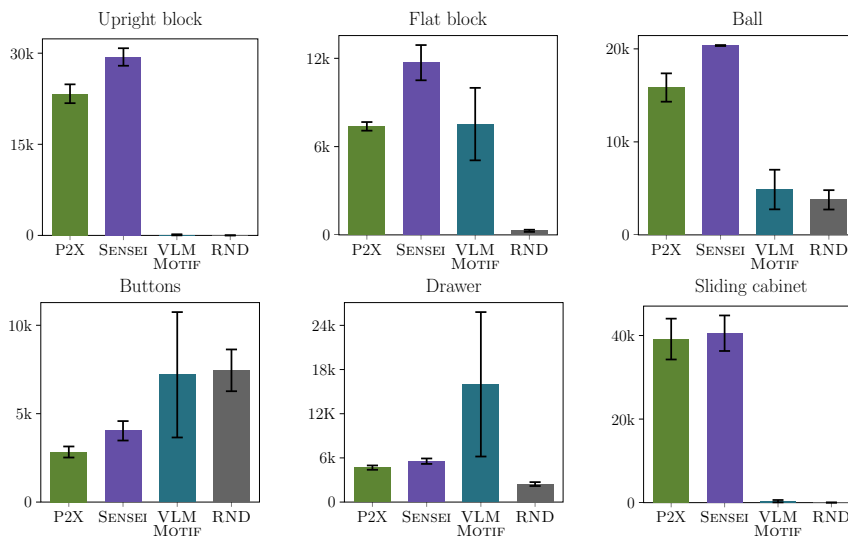 Upright block
30k
15k
0
P2X SENSEI VLM MOTIF RND
Flat block
12k
6k
0
P2X SENSEI VLM MOTIF RND
Ball
20k
10k
0
P2X SENSEI VLM MOTIF RND
Buttons
10k
5k
0
P2X SENSEI VLM MOTIF RND
Drawer
24k
18k
12K
6k
0
P2X SENSEI VLM MOTIF RND
Sliding cabinet
40k
20k
0
P2X SENSEI VLM MOTIF RND